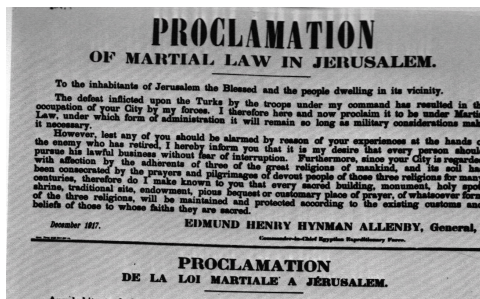 PROCLAMATION
OF MARTIAL LAW IN JERUSALEM.
To the inhabitants of Jerusalem the Blessed and the people dwelling in its vicinity.
The defeat inflicted upon the Turks by the troops under my command has resulted in the
occupation of your City by my forces. I therefore here and now proclaim it to be under Martial
Law, under which form of administration it will remain so long as military considerations make
it necessary.
However, lest any of you should be alarmed by reason of your experiences at the hands of
the enemy who has retired, I hereby inform you that it is my desire that every person should
pursue his lawful business without fear of interruption. Furthermore, since your City is regarded
with affection by the adherents of three of the great religions of mankind, and its soil has
been consecrated by the prayers and pilgrimages of devout people of those three religions for many
centuries, therefore do I make known to you that every sacred building, monument, holy spot,
shrine, traditional site, endowment, pious bequest or customary place of prayer, of whatsoever form
of the three religions, will be maintained and protected according to the existing customs and
beliefs of those to whose faiths they are sacred.
December 1917.
EDMUND HENRY HYNMAN ALLENBY, General,
Commander-in-Chief Egyptian Expeditionary Force.
PROCLAMATION
DE LA LOI MARTIALE A JÉRUSALEM.